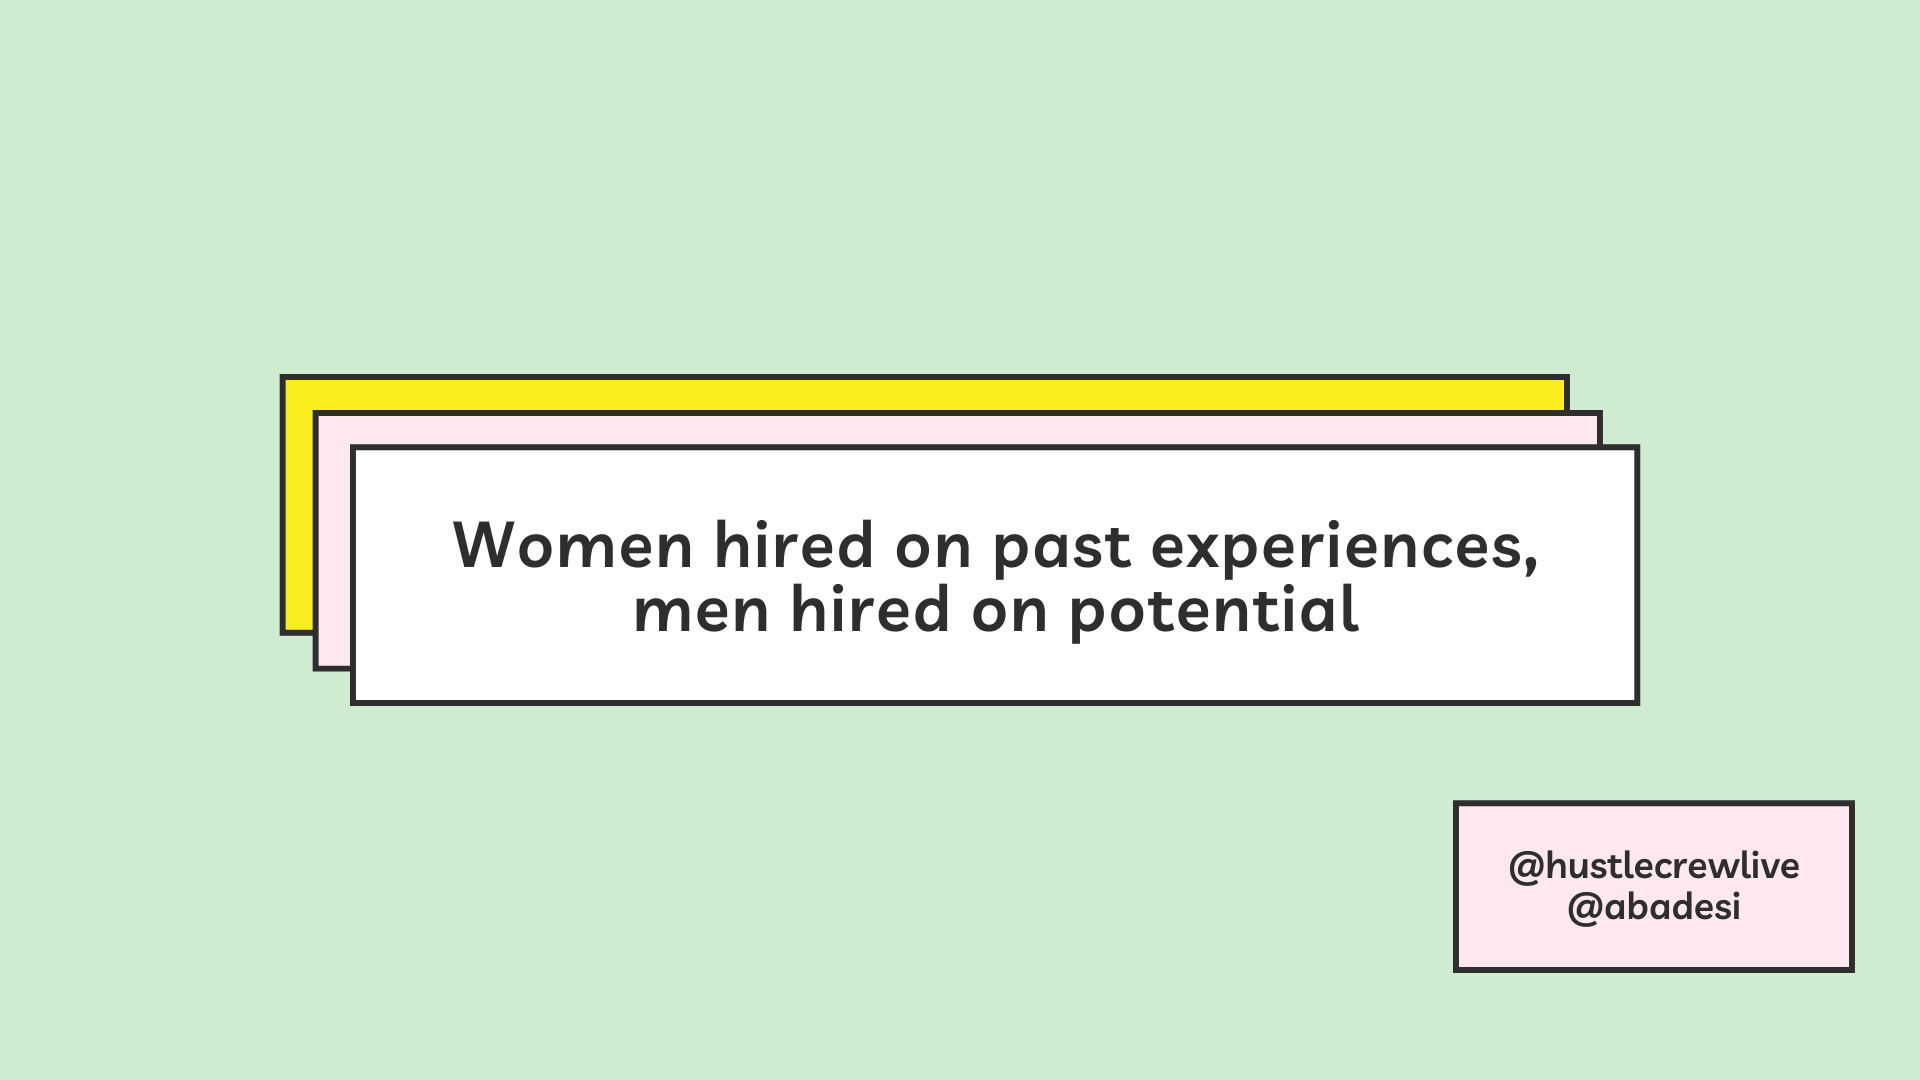 Women hired on past experiences,
men hired on potential
@hustlecrewlive
@abadesi